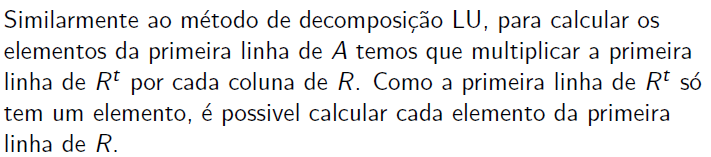 Similarmente ao método de decomposição LU, para calcular os
elementos da primeira linha de A temos que multiplicar a primeira
linha de Rᵗ por cada coluna de R. Como a primeira linha de Rᵗ só
tem um elemento, é possivel calcular cada elemento da primeira
linha de R.